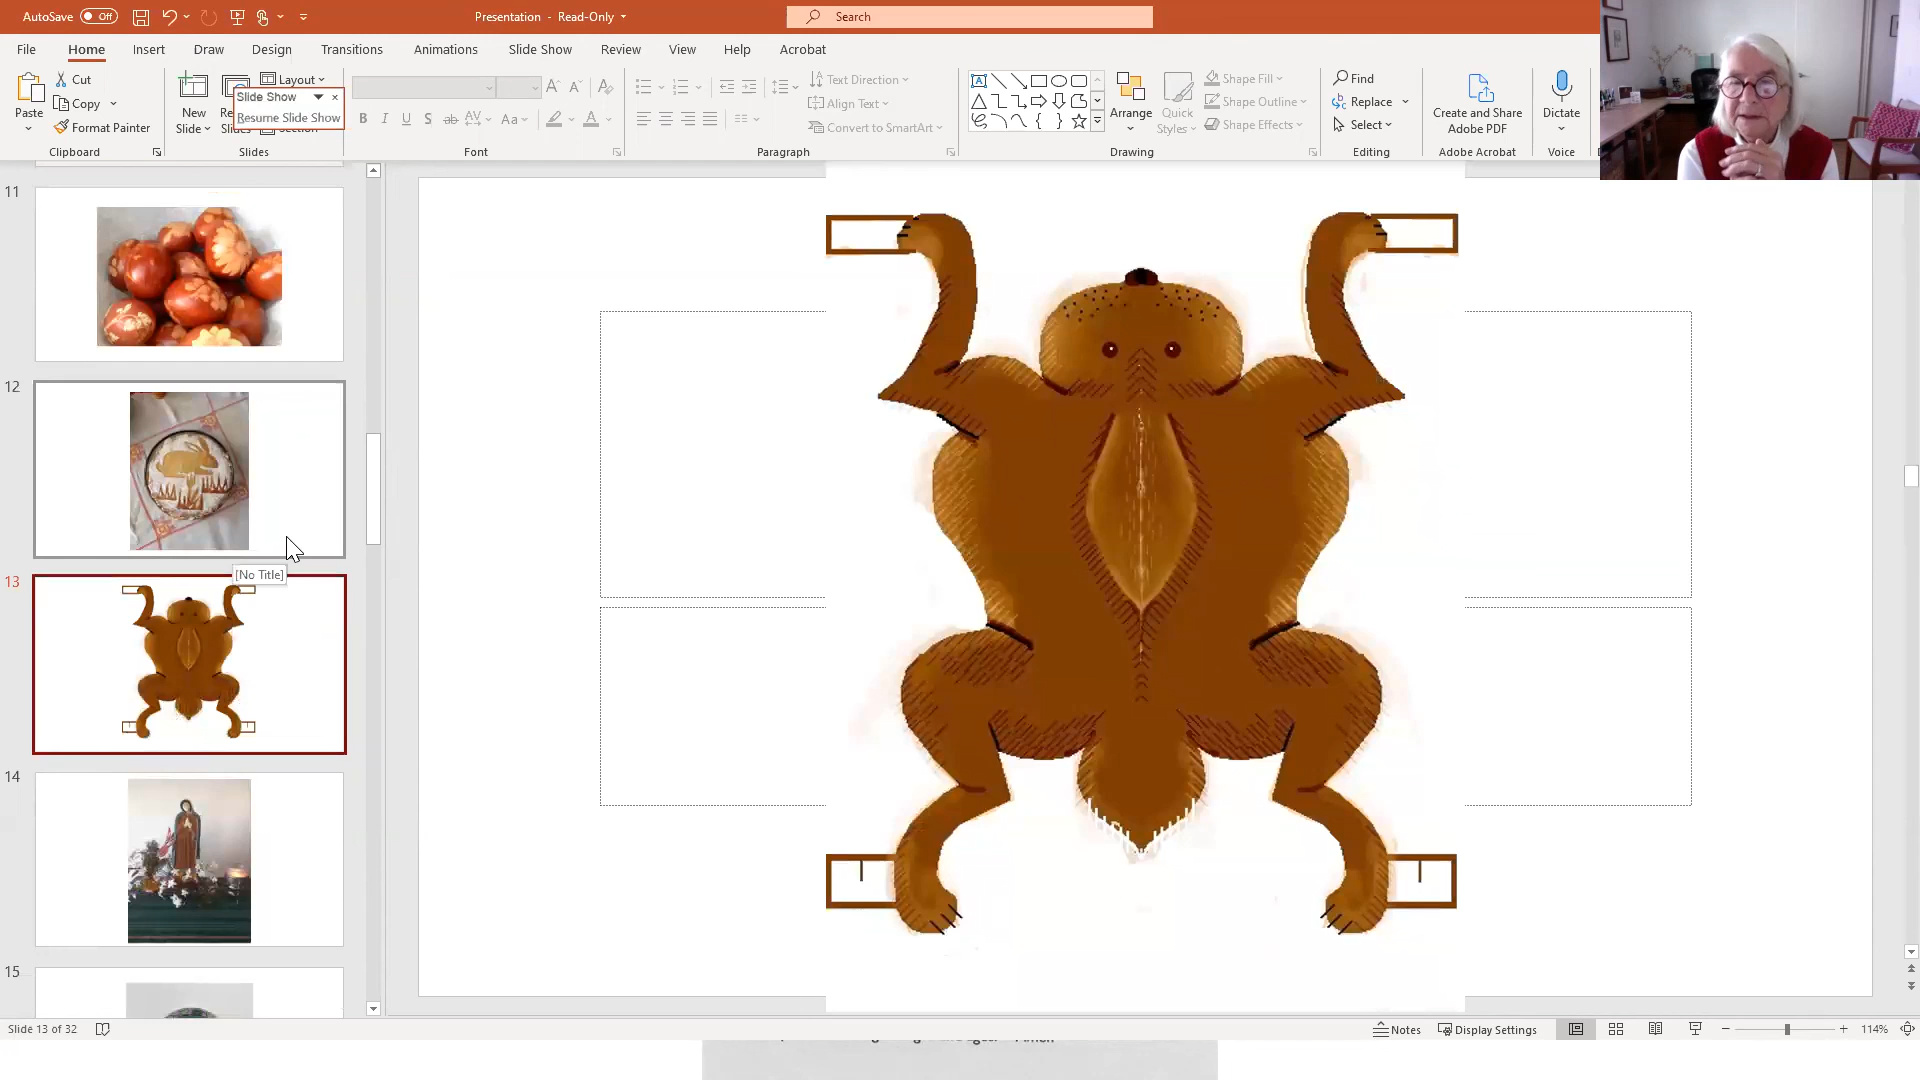 AutoSave Off
Presentation - Read-Only
Search
File Home Insert Draw Design Transitions Animations Slide Show Review View Help Acrobat
Paste
Cut
Copy
Format Painter
Clipboard
New Slide
Layout
Slide Show
Resume Slide Show
Slides
B I U S ab AV Aa A
Font
Text Direction
Align Text
Convert to SmartArt
Paragraph
Arrange
Quick Styles
Shape Fill
Shape Outline
Shape Effects
Drawing
Find
Replace
Select
Editing
Create and Share Adobe PDF
Adobe Acrobat
Dictate
Voice
11
12
[No Title]
13
14
15
Slide 13 of 32
Notes
Display Settings
114%